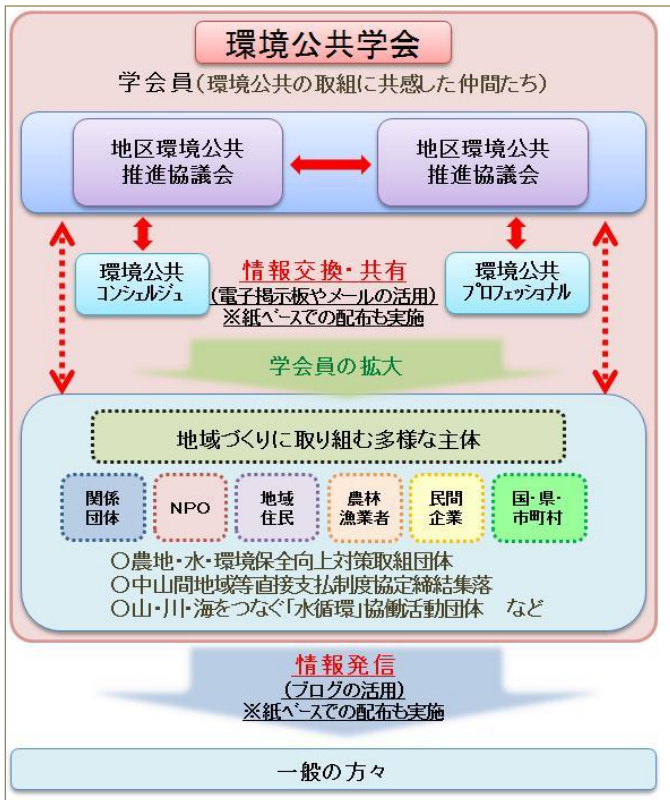 環境公共学会
学会員(環境公共の取組に共感した仲間たち)
地区環境公共
推進協議会
地区環境公共
推進協議会
環境公共
コンシェルジュ
情報交換・共有
(電子掲示板やメールの活用)
※紙ベースでの配布も実施
環境公共
プロフェッショナル
学会員の拡大
地域づくりに取り組む多様な主体
関係
団体
NPO
地域
住民
農林
漁業者
民間
企業
国・県・
市町村
○農地・水・環境保全向上対策取組団体
○中山間地域等直接支払制度協定締結集落
○山・川・海をつなぐ「水循環」協働活動団体 など
情報発信
(ブログの活用)
※紙ベースでの配布も実施
一般の方々